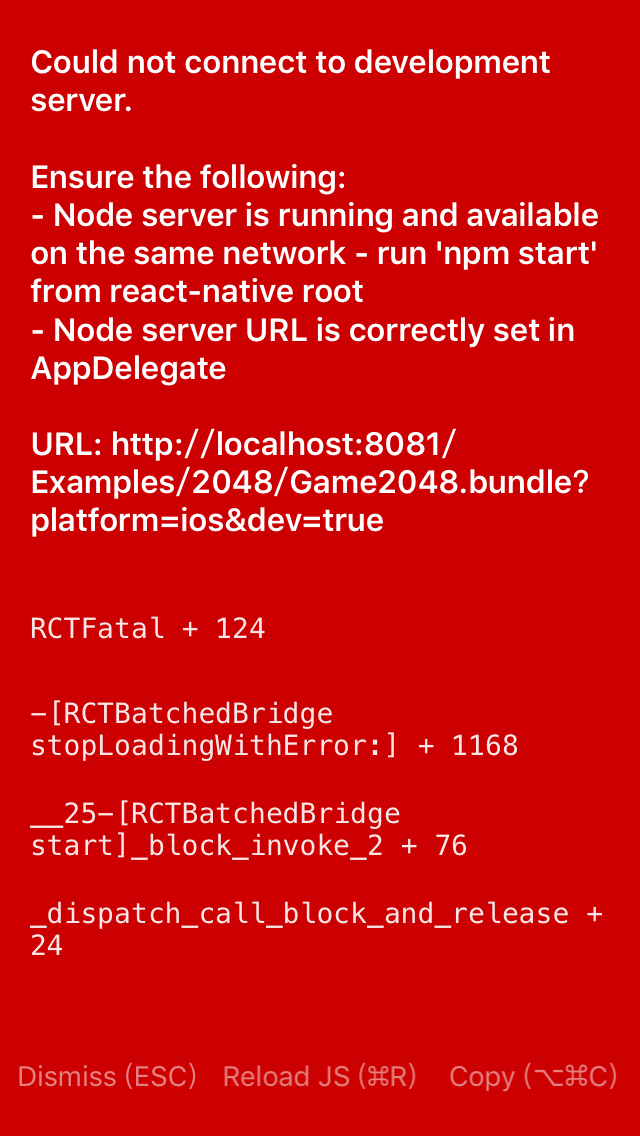 Could not connect to development
server.
Ensure the following:
- Node server is running and available
on the same network - run 'npm start'
from react-native root
- Node server URL is correctly set in
AppDelegate
URL: http://localhost:8081/
Examples/2048/Game2048.bundle?
platform=ios&dev=true
RCTFatal + 124
-[RCTBatchedBridge
stopLoadingWithError:] + 1168
__25-[RCTBatchedBridge
start]_block_invoke_2 + 76
_dispatch_call_block_and_release +
24
Dismiss (ESC) Reload JS (⌘R) Copy (⌥⌘C)